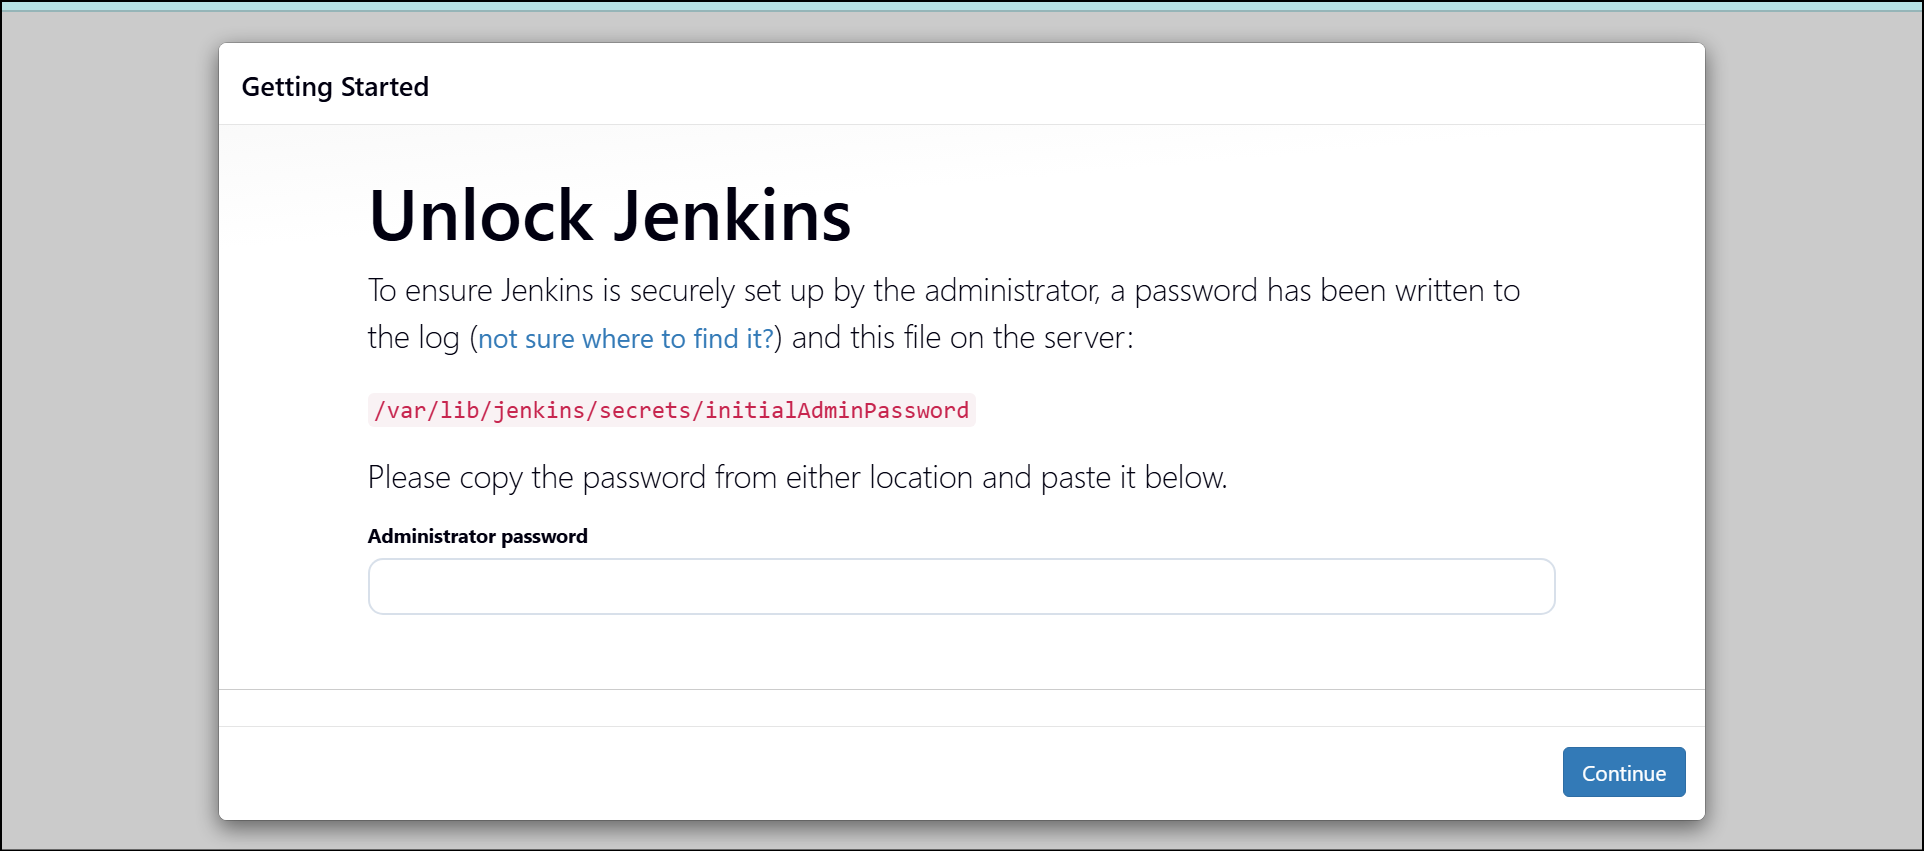 Getting Started
Unlock Jenkins
To ensure Jenkins is securely set up by the administrator, a password has been written to
the log (not sure where to find it?) and this file on the server:
/var/lib/jenkins/secrets/initialAdminPassword
Please copy the password from either location and paste it below.
Administrator password
Continue